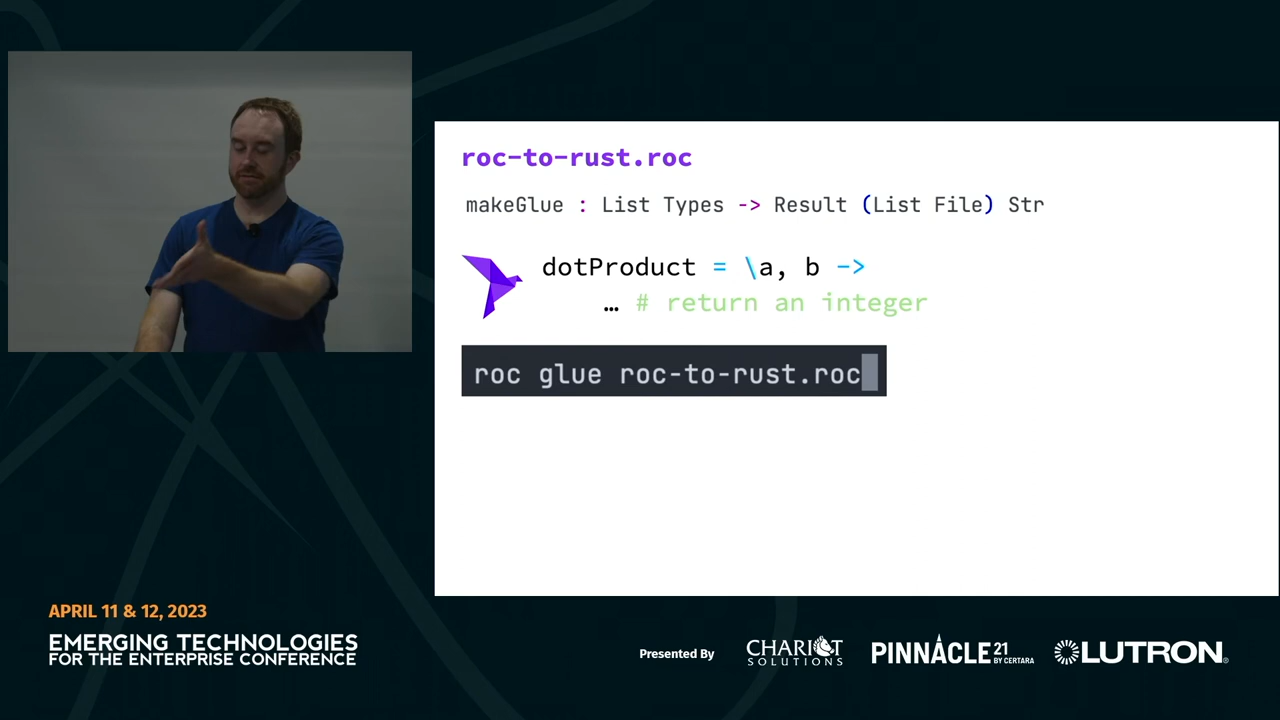 roc-to-rust.roc
makeGlue : List Types -> Result (List File) Str
dotProduct = \a, b ->
… # return an integer
roc glue roc-to-rust.roc
APRIL 11 & 12, 2023
EMERGING TECHNOLOGIES
FOR THE ENTERPRISE CONFERENCE
Presented By
CHARIOT
SOLUTIONS
PINNACLE 21
BY CERTARA
LUTRON®